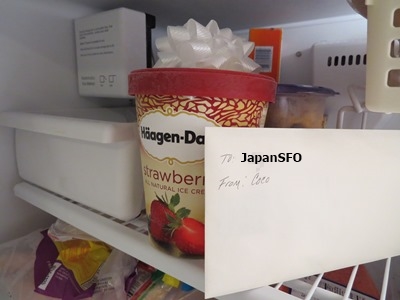 Häagen-Da
strawberr
ALL NATURAL ICE CRE
To: JapanSFO
From: Coco